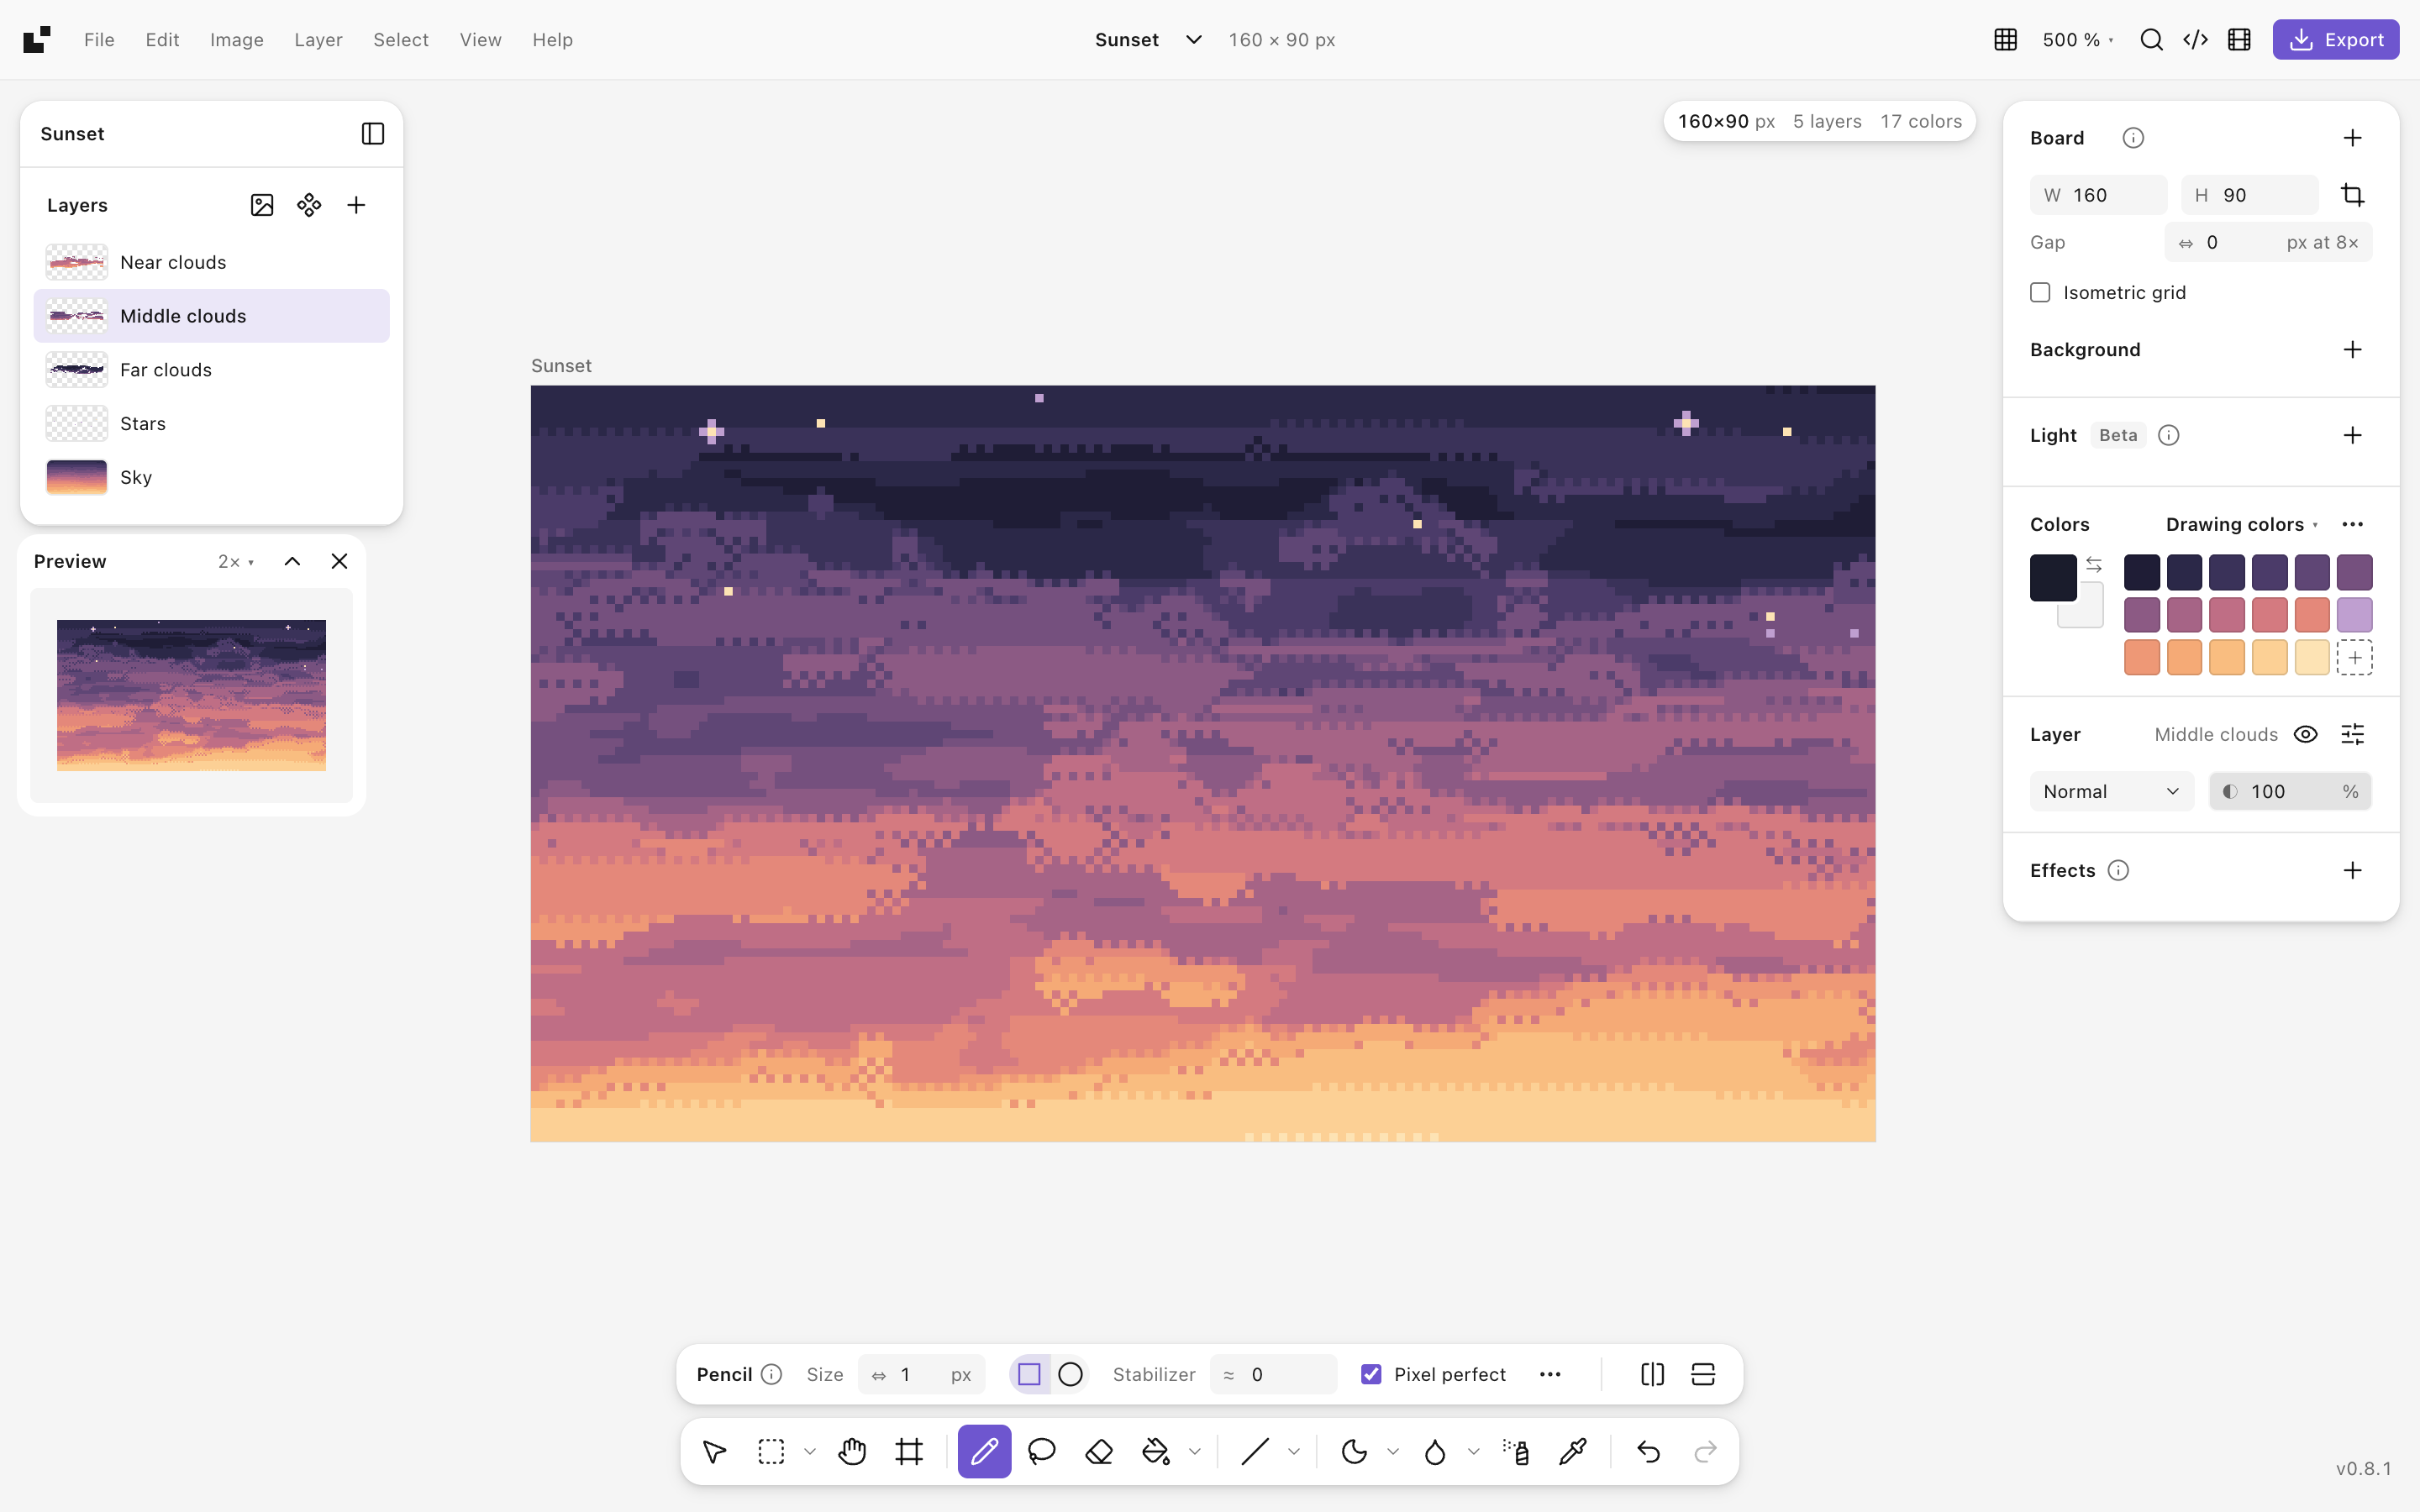 File Edit Image Layer Select View Help
Sunset 160 × 90 px
500 % Export
Sunset
Layers
Near clouds
Middle clouds
Far clouds
Stars
Sky
Preview 2×
160×90 px 5 layers 17 colors
Sunset
Board
W 160 H 90
Gap 0 px at 8×
Isometric grid
Background
Light Beta
Colors Drawing colors
Layer Middle clouds
Normal 100 %
Effects
Pencil Size 1 px Stabilizer ≈ 0 Pixel perfect
v0.8.1